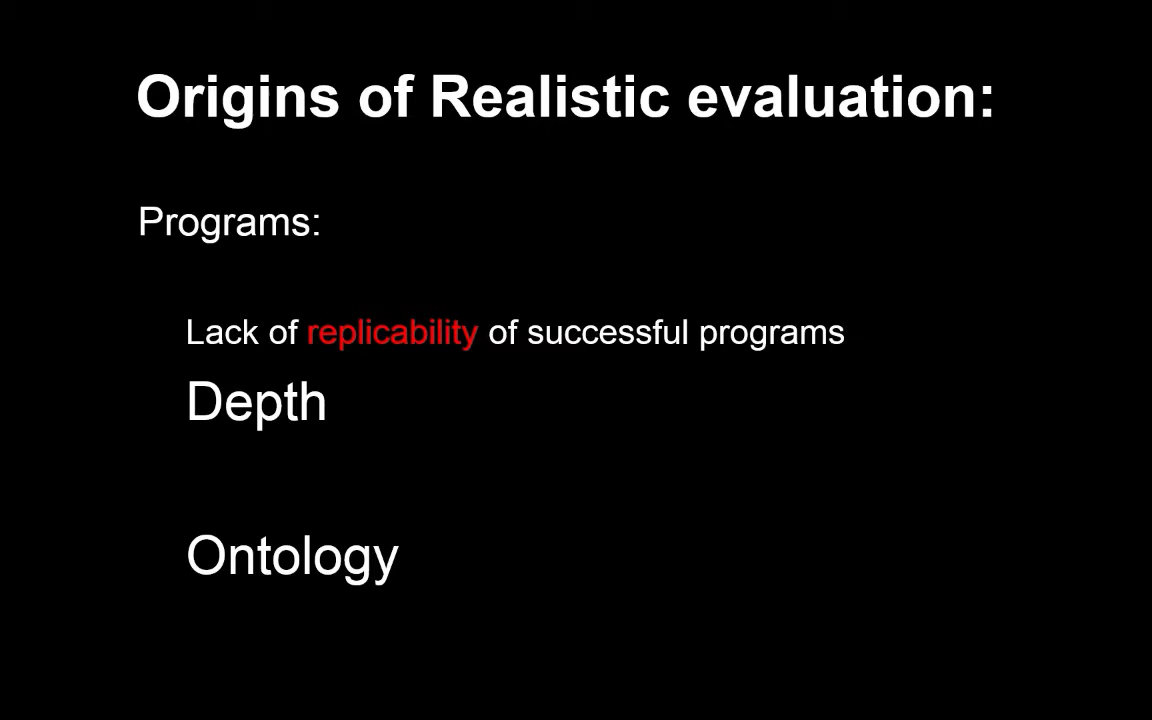 Origins of Realistic evaluation:
Programs:
Lack of replicability of successful programs
Depth
Ontology